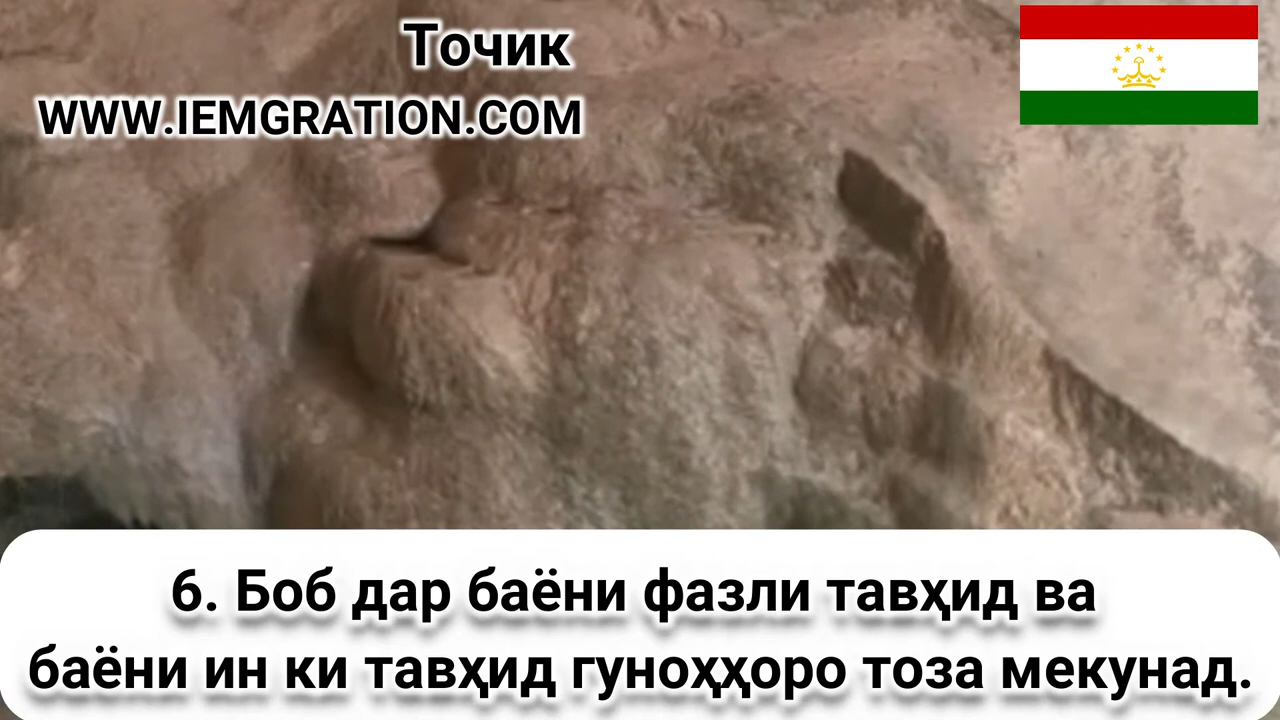 Точик
WWW.IEMGRATION.COM
6. Боб дар баёни фазли тавҳид ва
баёни ин ки тавҳид гуноҳҳоро тоза мекунад.